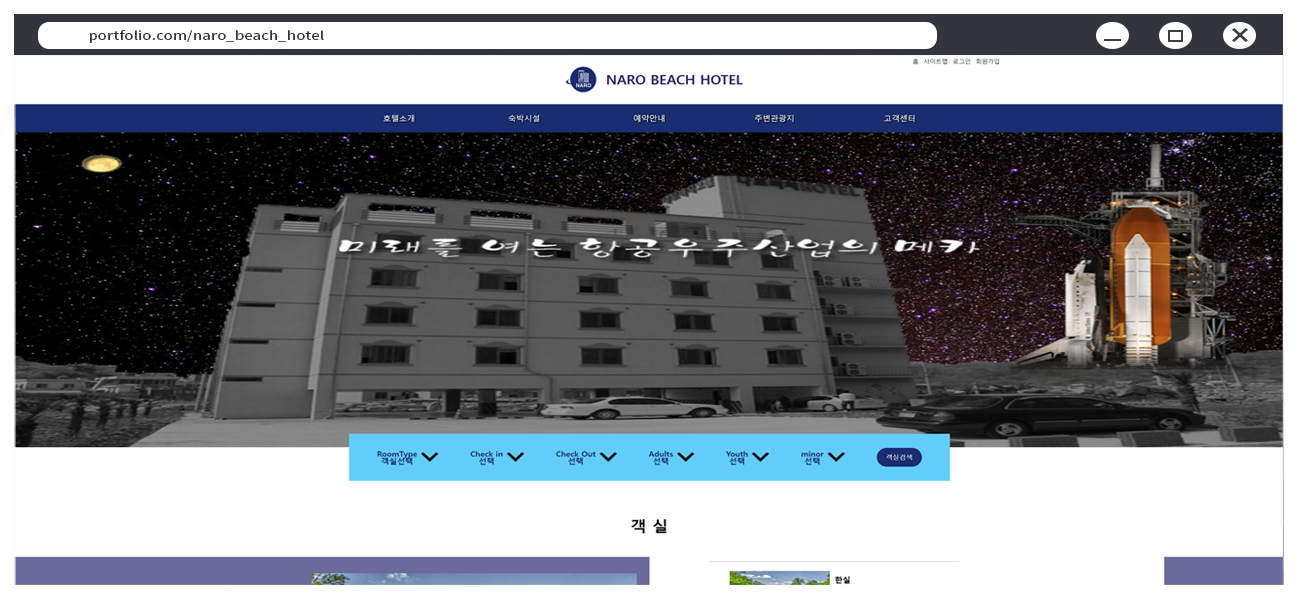 portfolio.com/naro_beach_hotel
홈 사이트맵 로그인 회원가입
NARO
NARO BEACH HOTEL
호텔소개 숙박시설 예약안내 주변관광지 고객센터
HOTEL
미래를 여는 항공우주산업의 메카
RoomType Check in Check Out Adults Youth minor
객실선택 선택 선택 선택 선택 선택 객실검색
객 실
한실